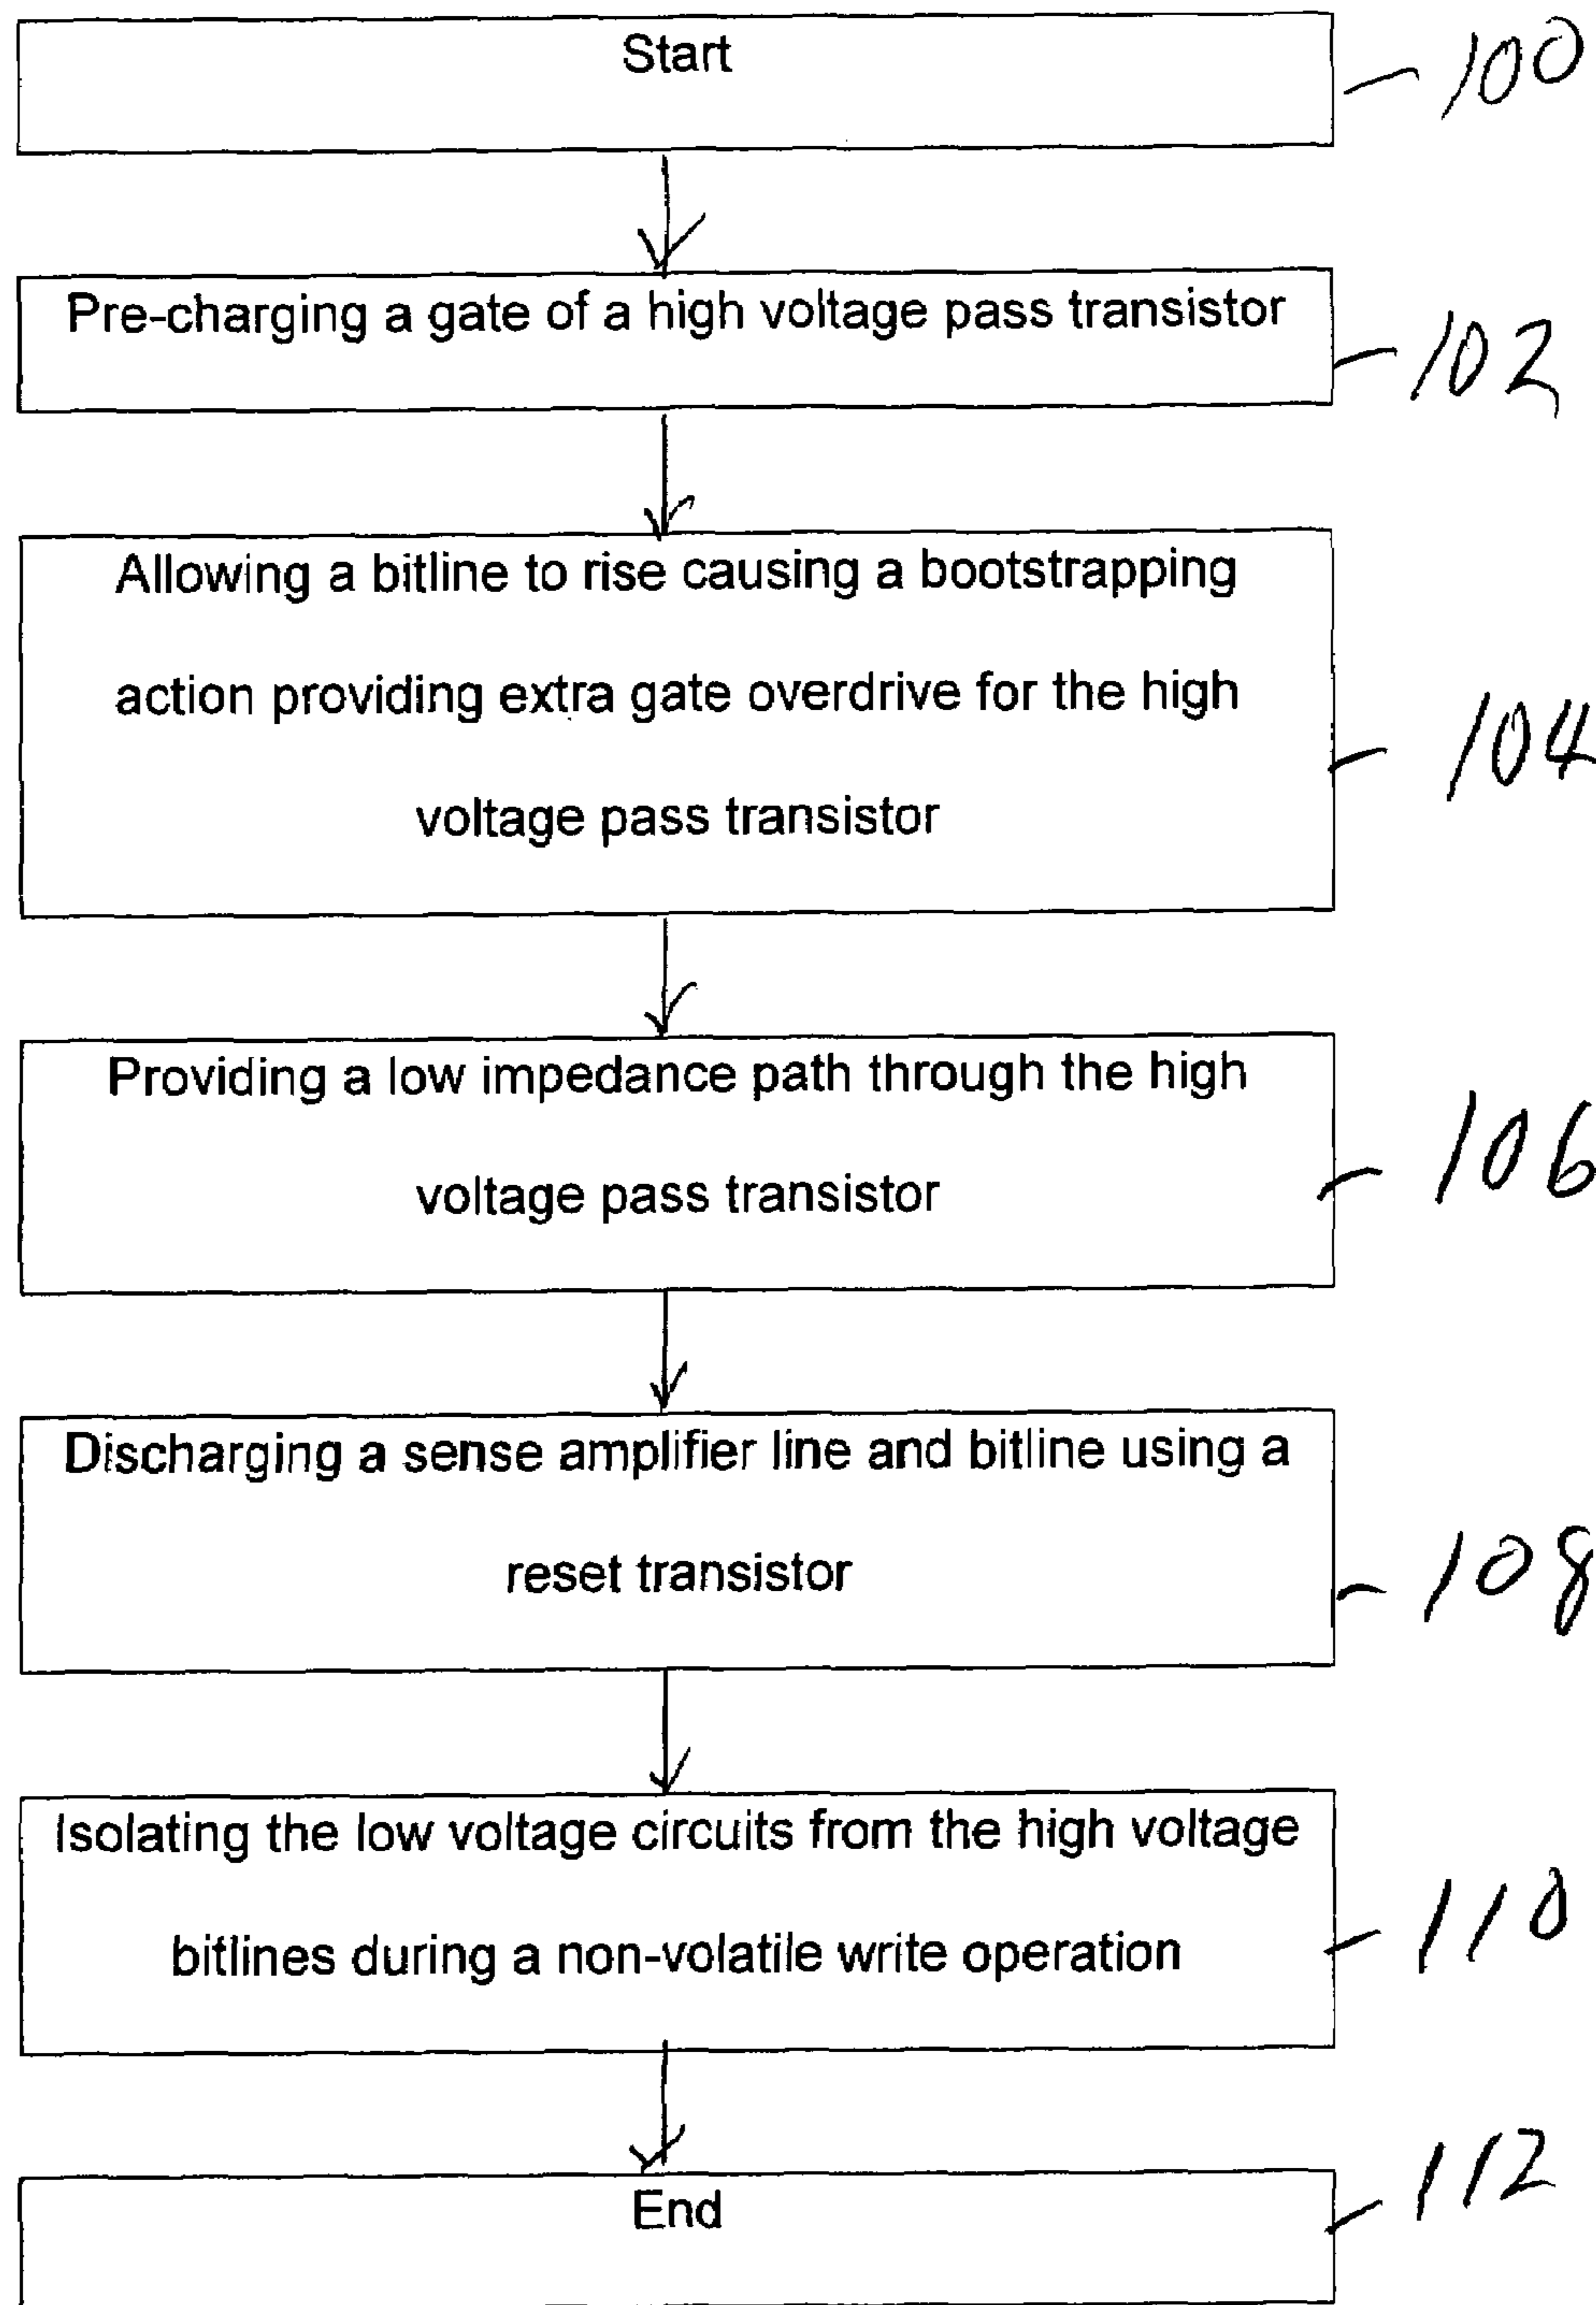 Start
100
Pre-charging a gate of a high voltage pass transistor
102
Allowing a bitline to rise causing a bootstrapping
action providing extra gate overdrive for the high
voltage pass transistor
104
Providing a low impedance path through the high
voltage pass transistor
106
Discharging a sense amplifier line and bitline using a
reset transistor
108
Isolating the low voltage circuits from the high voltage
bitlines during a non-volatile write operation
110
End
112